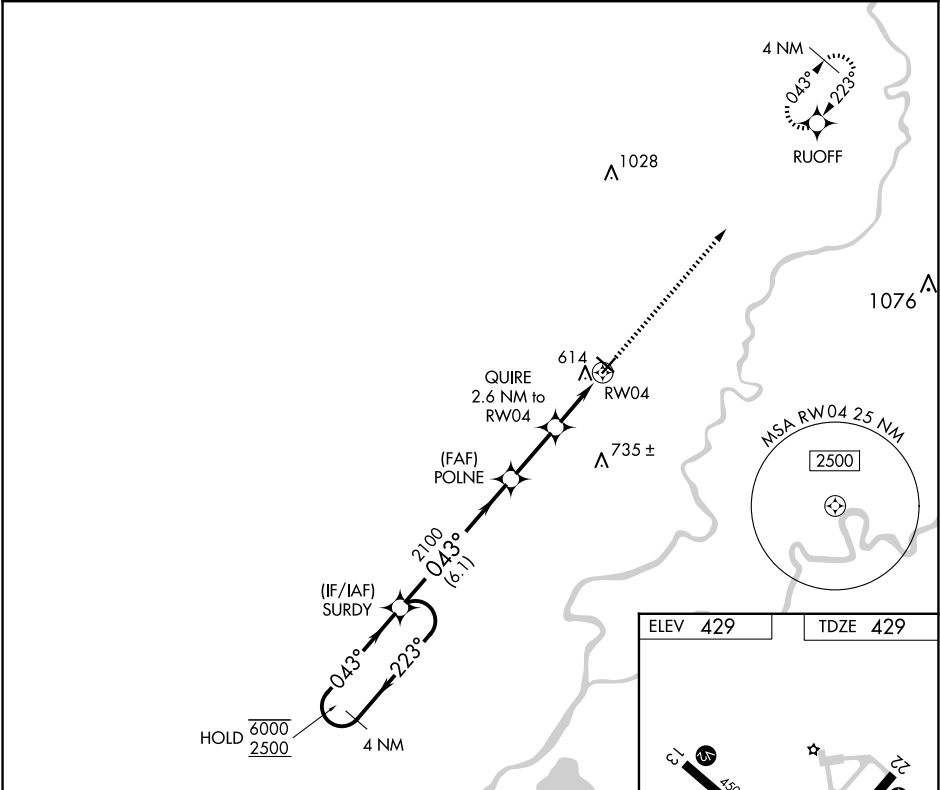 4 NM
043°
223°
RUOFF
1028
1076
614
QUIRE
2.6 NM to
RW04
RW04
(FAF)
POLNE
735 ±
MSA RW04 25 NM
2500
2100
043°
(6.1)
(IF/IAF)
SURDY
043°
223°
HOLD 6000
2500
4 NM
ELEV 429
TDZE 429
13
V5
450
22